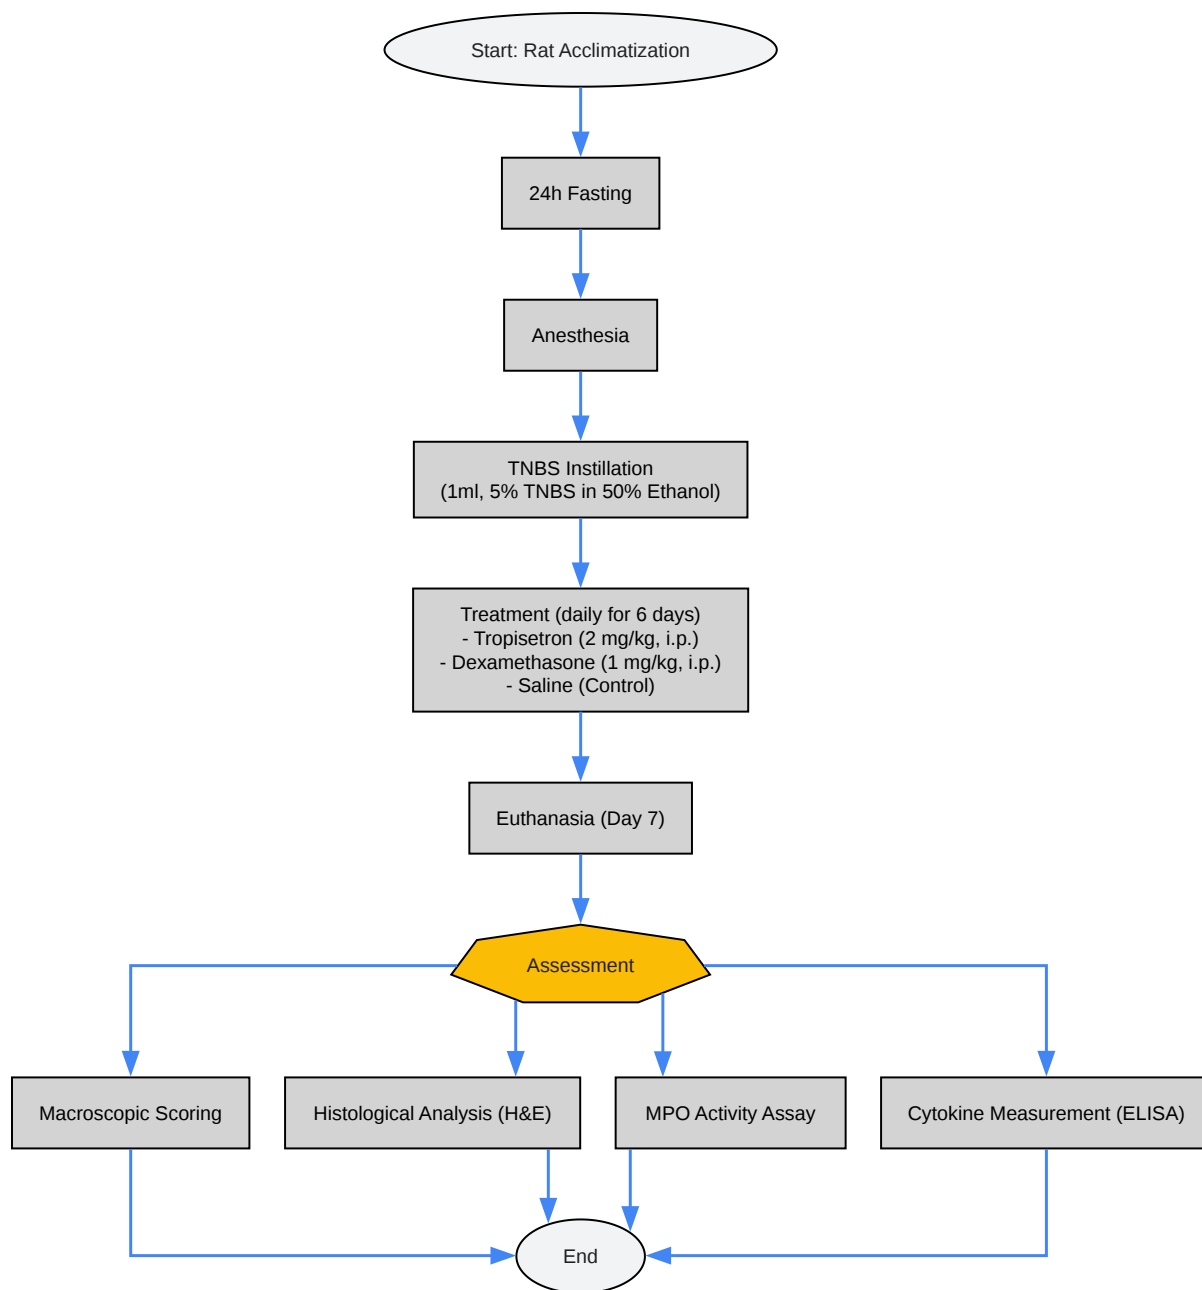 Start: Rat Acclimatization
24h Fasting
Anesthesia
TNBS Instillation
(1ml, 5% TNBS in 50% Ethanol)
Treatment (daily for 6 days)
- Tropisetron (2 mg/kg, i.p.)
- Dexamethasone (1 mg/kg, i.p.)
- Saline (Control)
Euthanasia (Day 7)
Assessment
Macroscopic Scoring
Histological Analysis (H&E)
MPO Activity Assay
Cytokine Measurement (ELISA)
End